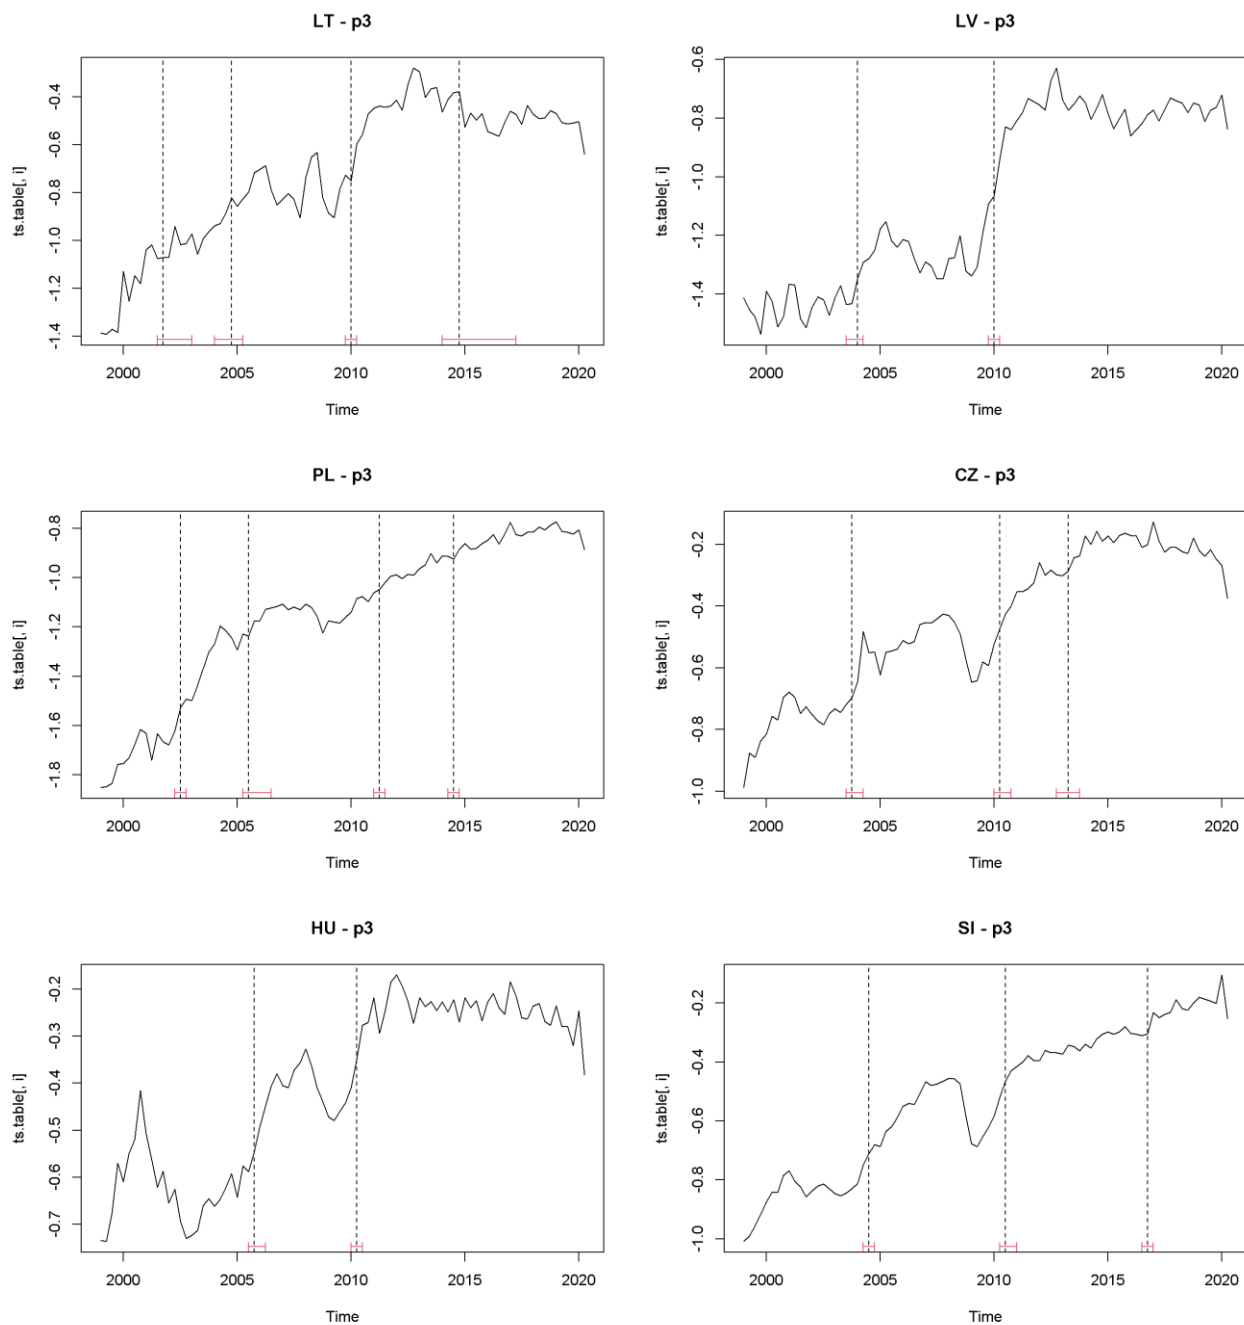 LT - p3
ts.table[, i]
-0.4
-0.6
-0.8
-1.0
-1.2
-1.4
2000 2005 2010 2015 2020
Time
LV - p3
ts.table[, i]
-0.6
-0.8
-1.0
-1.2
-1.4
2000 2005 2010 2015 2020
Time
PL - p3
ts.table[, i]
-0.8
-1.0
-1.2
-1.4
-1.6
-1.8
2000 2005 2010 2015 2020
Time
CZ - p3
ts.table[, i]
-0.2
-0.4
-0.6
-0.8
-1.0
2000 2005 2010 2015 2020
Time
HU - p3
ts.table[, i]
-0.2
-0.3
-0.4
-0.5
-0.6
-0.7
2000 2005 2010 2015 2020
Time
SI - p3
ts.table[, i]
-0.2
-0.4
-0.6
-0.8
-1.0
2000 2005 2010 2015 2020
Time